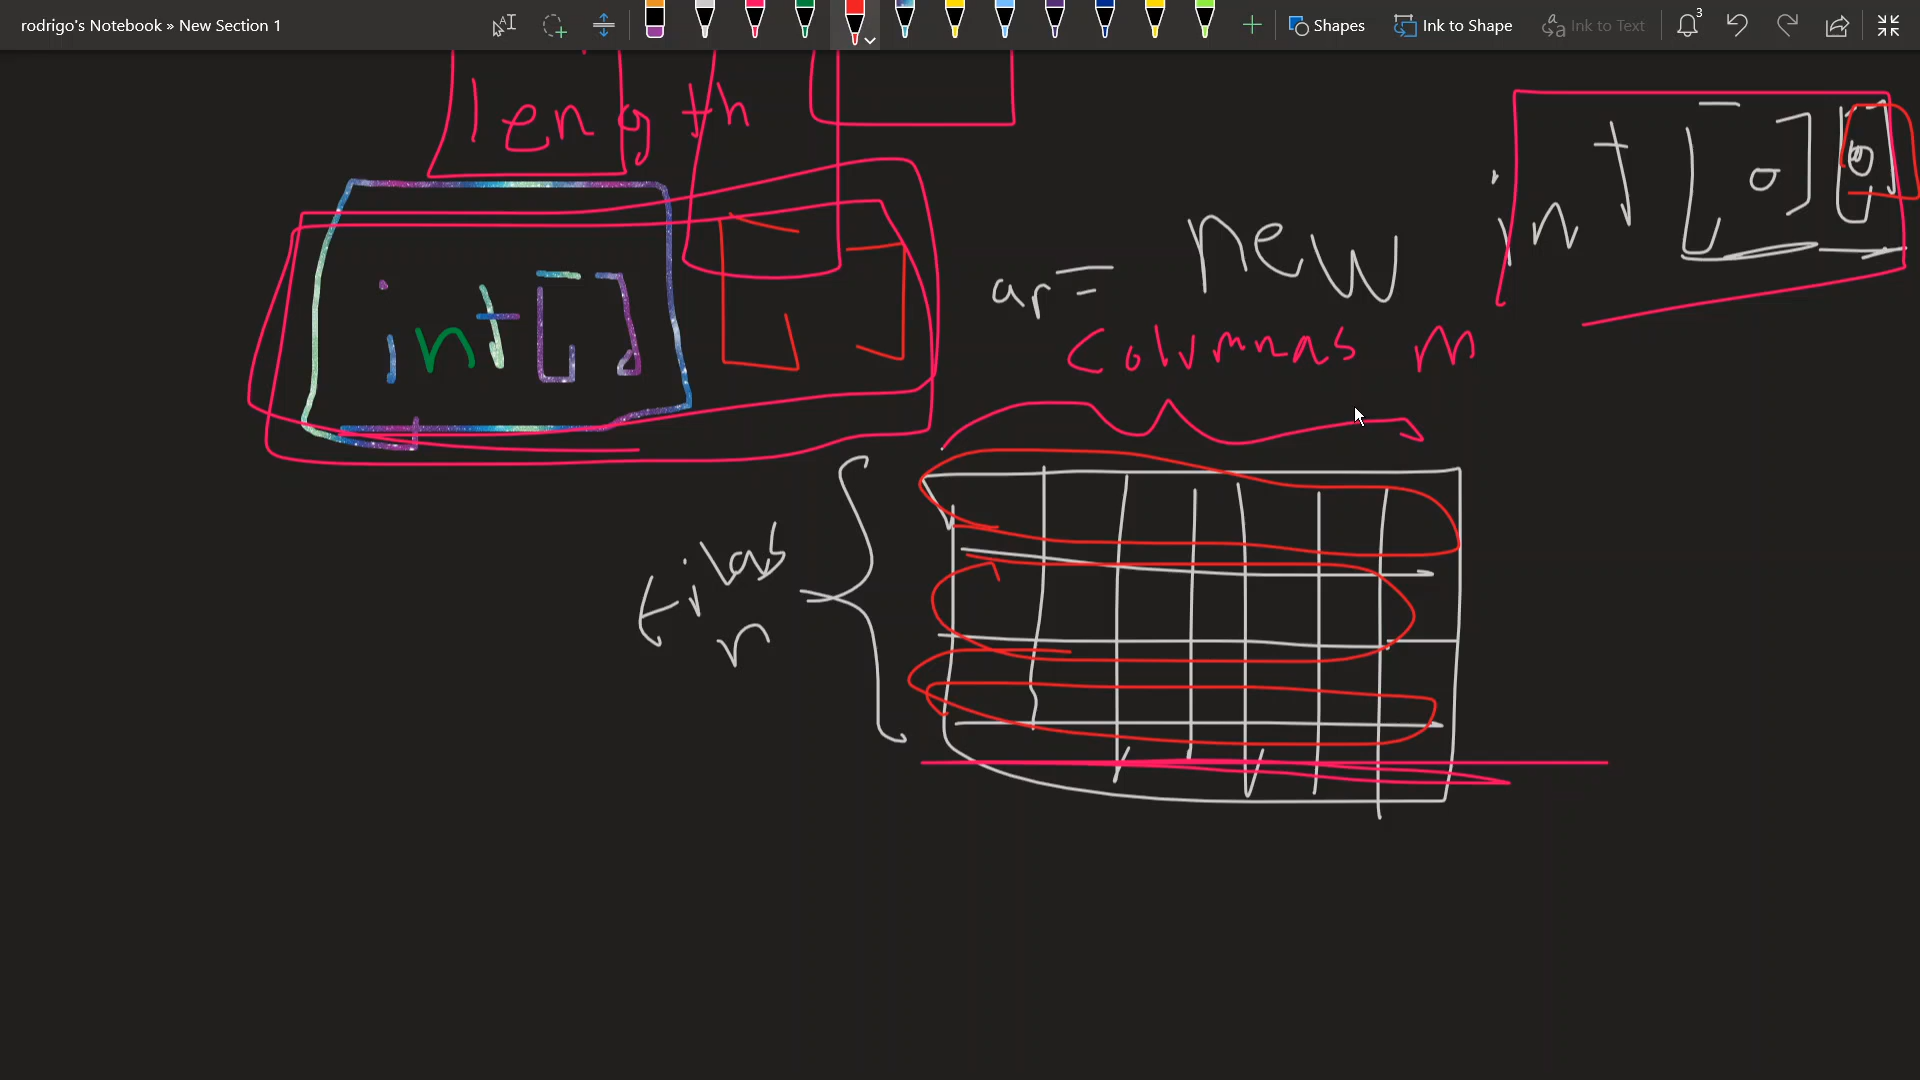 rodrigo's Notebook » New Section 1
Shapes
Ink to Shape
Ink to Text
3
length
int[] []
ar = new int [0][0]
columnas m
filas
n